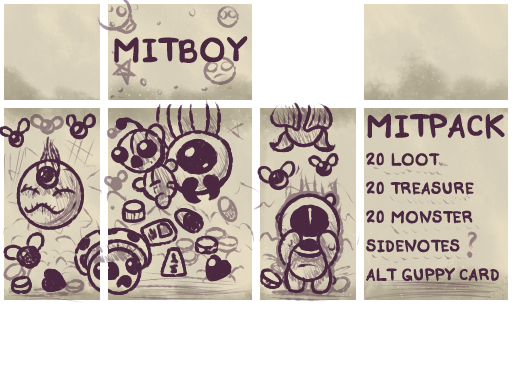 MITBOY
MITPACK
20 LOOT
20 TREASURE
20 MONSTER
SIDENOTES ?
ALT GUPPY CARD